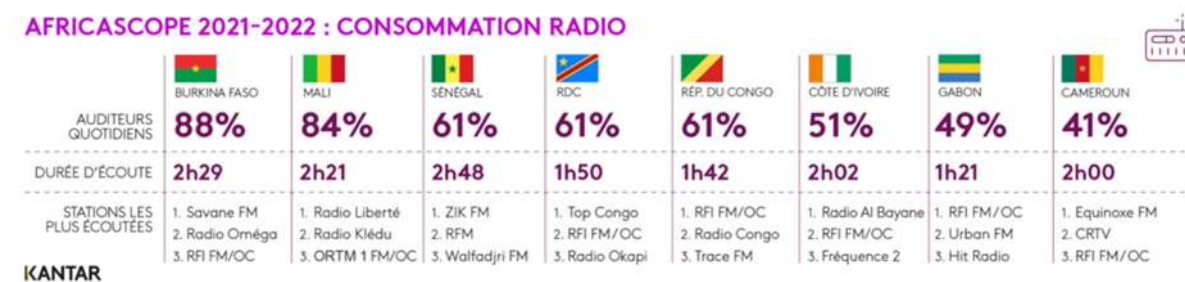 AFRICASCOPE 2021-2022 : CONSOMMATION RADIO
BURKINA FASO MALI SÉNÉGAL RDC RÉP. DU CONGO CÔTE D'IVOIRE GABON CAMEROUN
AUDITEURS QUOTIDIENS 88% 84% 61% 61% 61% 51% 49% 41%
DURÉE D'ÉCOUTE 2h29 2h21 2h48 1h50 1h42 2h02 1h21 2h00
STATIONS LES PLUS ÉCOUTÉES
1. Savane FM 1. Radio Liberté 1. ZIK FM 1. Top Congo 1. RFI FM/OC 1. Radio Al Bayane 1. RFI FM/OC 1. Equinoxe FM
2. Radio Oméga 2. Radio Klédu 2. RFM 2. RFI FM/OC 2. Radio Congo 2. RFI FM/OC 2. Urban FM 2. CRTV
3. RFI FM/OC 3. ORTM 1 FM/OC 3. Walfadjri FM 3. Radio Okapi 3. Trace FM 3. Fréquence 2 3. Hit Radio 3. RFI FM/OC
KANTAR